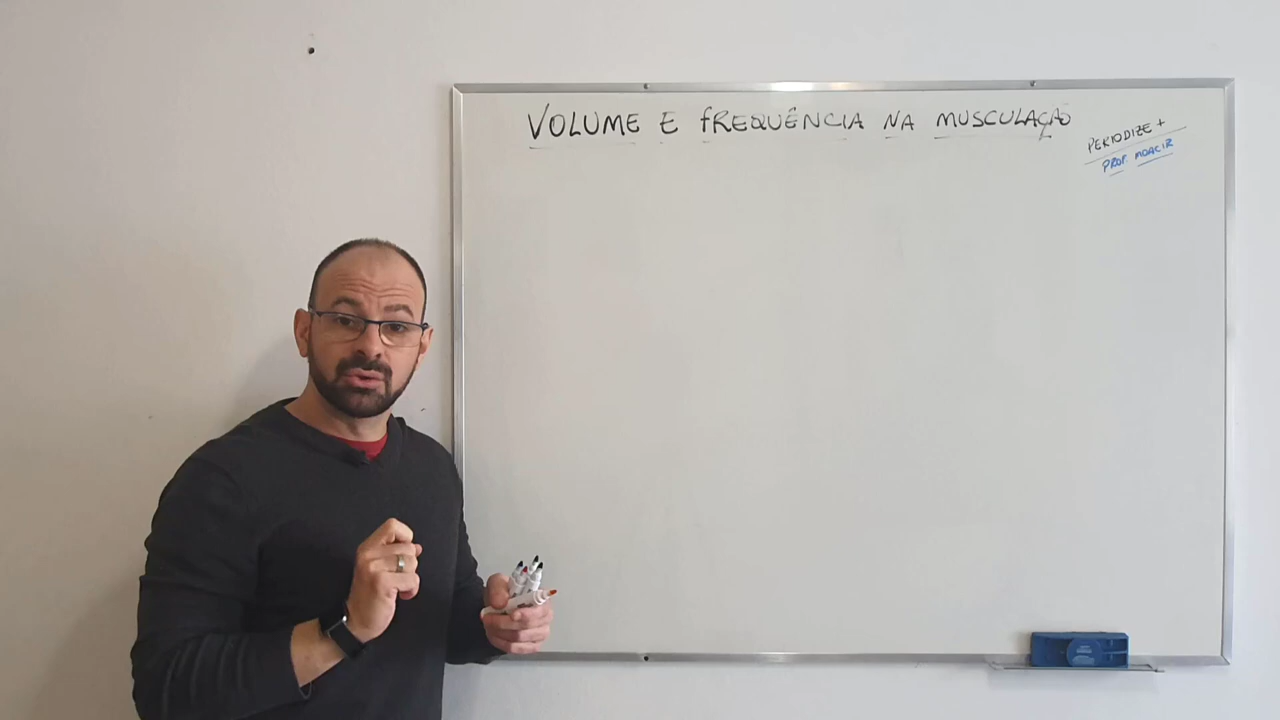 VOLUME E FREQUÊNCIA NA MUSCULAÇÃO
PERIODIZE +
PROF. MOACIR